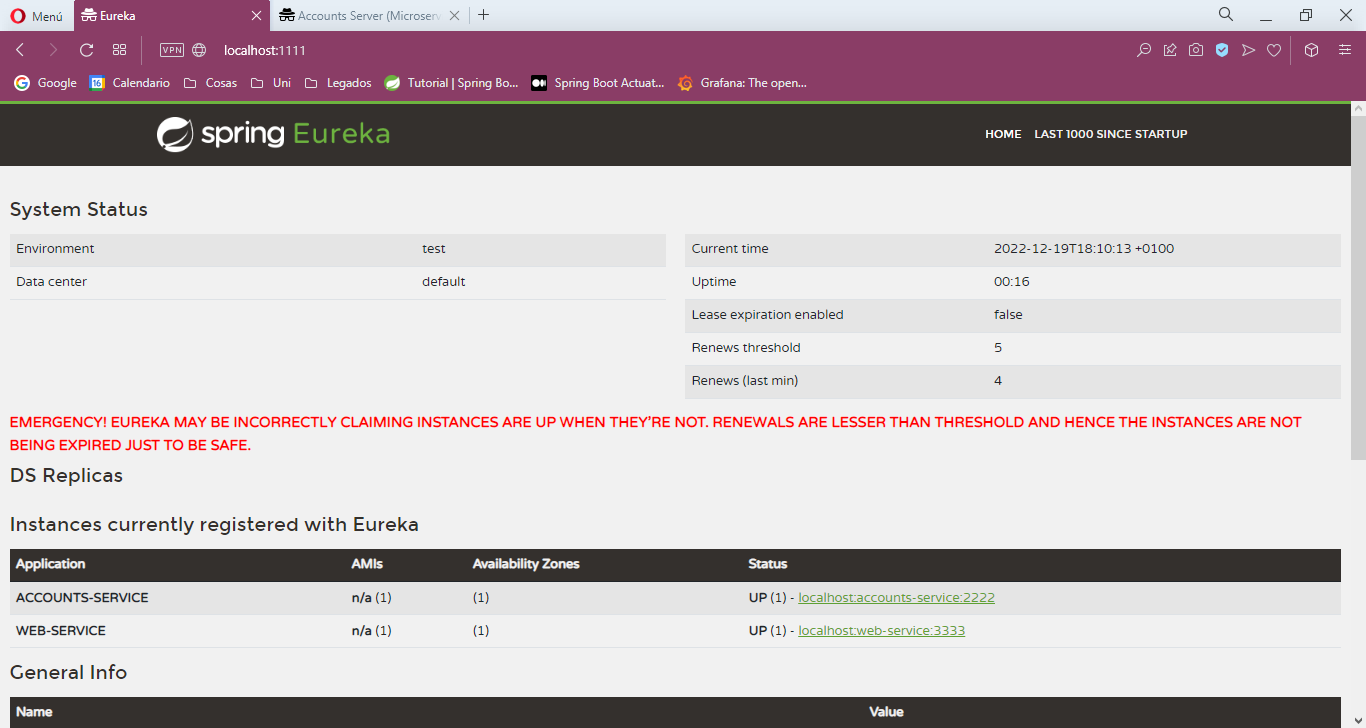 Menú
Eureka
Accounts Server (Microserv
VPN
localhost:1111
Google
16 Calendario
Cosas
Uni
Legados
Tutorial | Spring Bo...
Spring Boot Actuat...
Grafana: The open...
spring Eureka
HOME LAST 1000 SINCE STARTUP
System Status
Environment test
Data center default
Current time 2022-12-19T18:10:13 +0100
Uptime 00:16
Lease expiration enabled false
Renews threshold 5
Renews (last min) 4
EMERGENCY! EUREKA MAY BE INCORRECTLY CLAIMING INSTANCES ARE UP WHEN THEY'RE NOT. RENEWALS ARE LESSER THAN THRESHOLD AND HENCE THE INSTANCES ARE NOT
BEING EXPIRED JUST TO BE SAFE.
DS Replicas
Instances currently registered with Eureka
Application AMIs Availability Zones Status
ACCOUNTS-SERVICE n/a (1) (1) UP (1) - localhost:accounts-service:2222
WEB-SERVICE n/a (1) (1) UP (1) - localhost:web-service:3333
General Info
Name Value